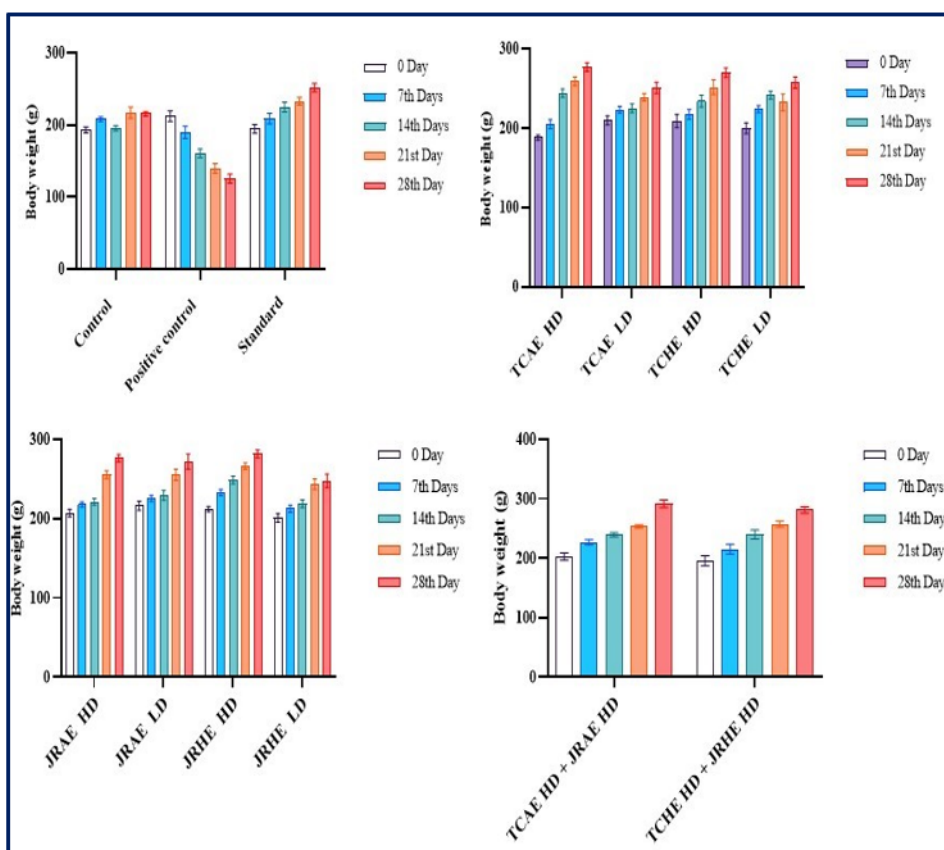 Body weight (g)
300
200
100
0
Control
Positive control
Standard
0 Day
7th Days
14th Days
21st Day
28th Day
Body weight (g)
300
200
100
0
TCAE HD
TCAE LD
TCHE HD
TCHE LD
0 Day
7th Days
14th Days
21st Day
28th Day
Body weight (g)
300
200
100
0
JRAE HD
JRAE LD
JRHE HD
JRHE LD
0 Day
7th Days
14th Days
21st Day
28th Day
Body weight (g)
400
300
200
100
0
TCAE HD + JRAE HD
TCHE HD + JRHE HD
0 Day
7th Days
14th Days
21st Day
28th Day